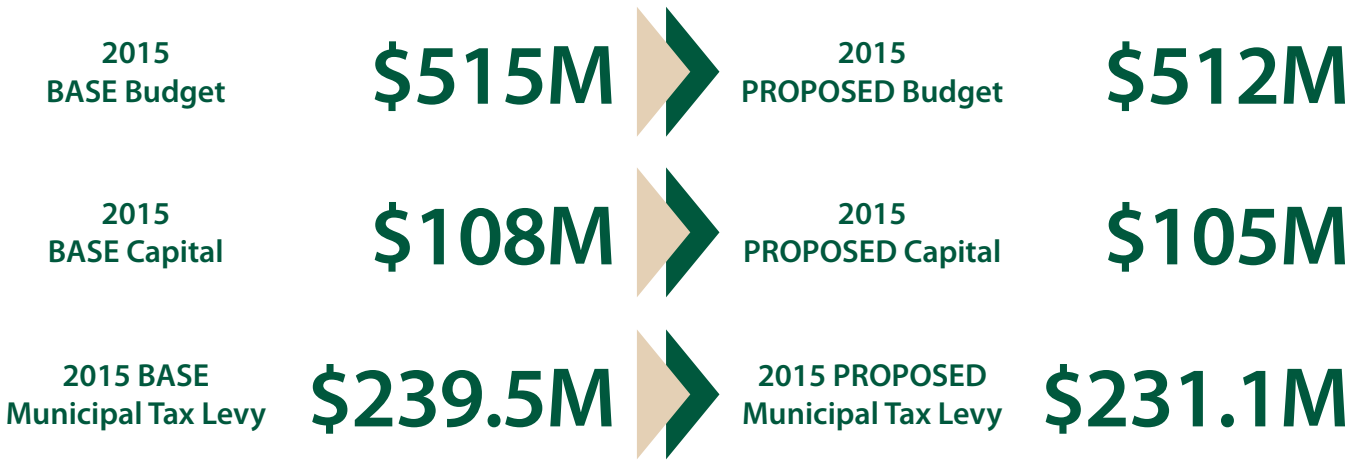 2015
BASE Budget
$515M
2015
PROPOSED Budget
$512M
2015
BASE Capital
$108M
2015
PROPOSED Capital
$105M
2015 BASE
Municipal Tax Levy
$239.5M
2015 PROPOSED
Municipal Tax Levy
$231.1M